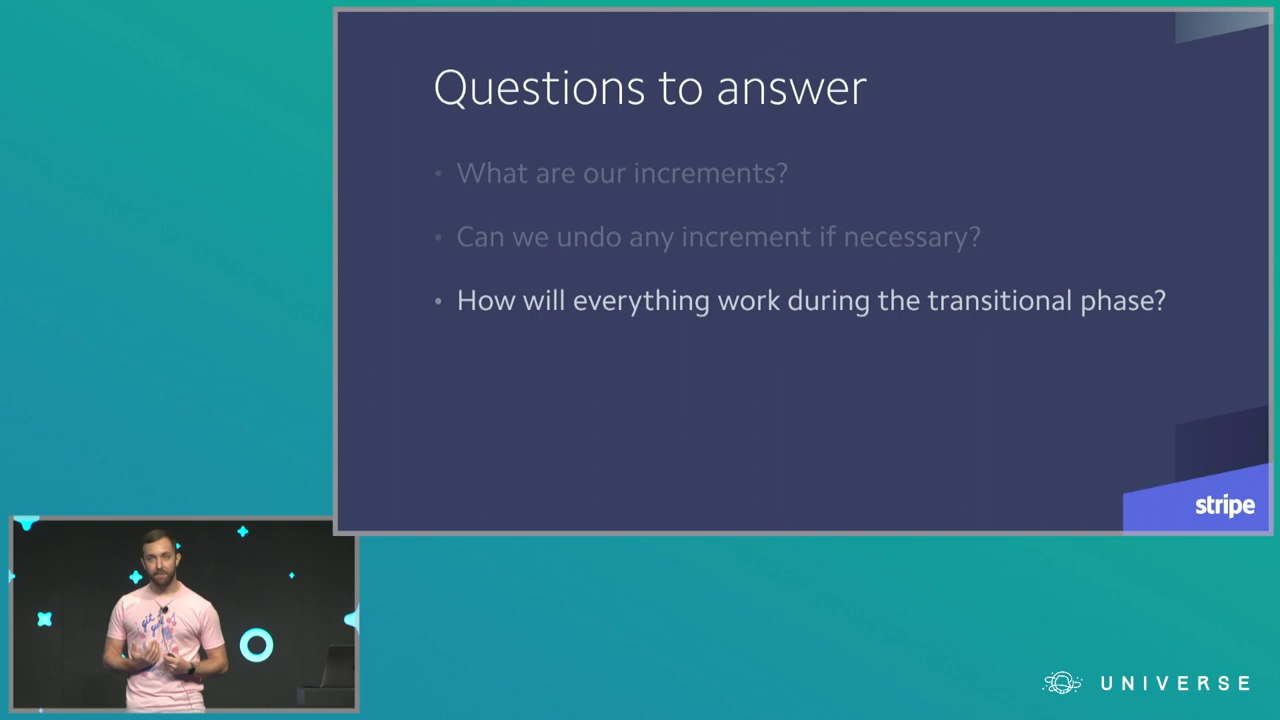 Questions to answer
• What are our increments?
• Can we undo any increment if necessary?
• How will everything work during the transitional phase?
stripe
git
UNIVERSE